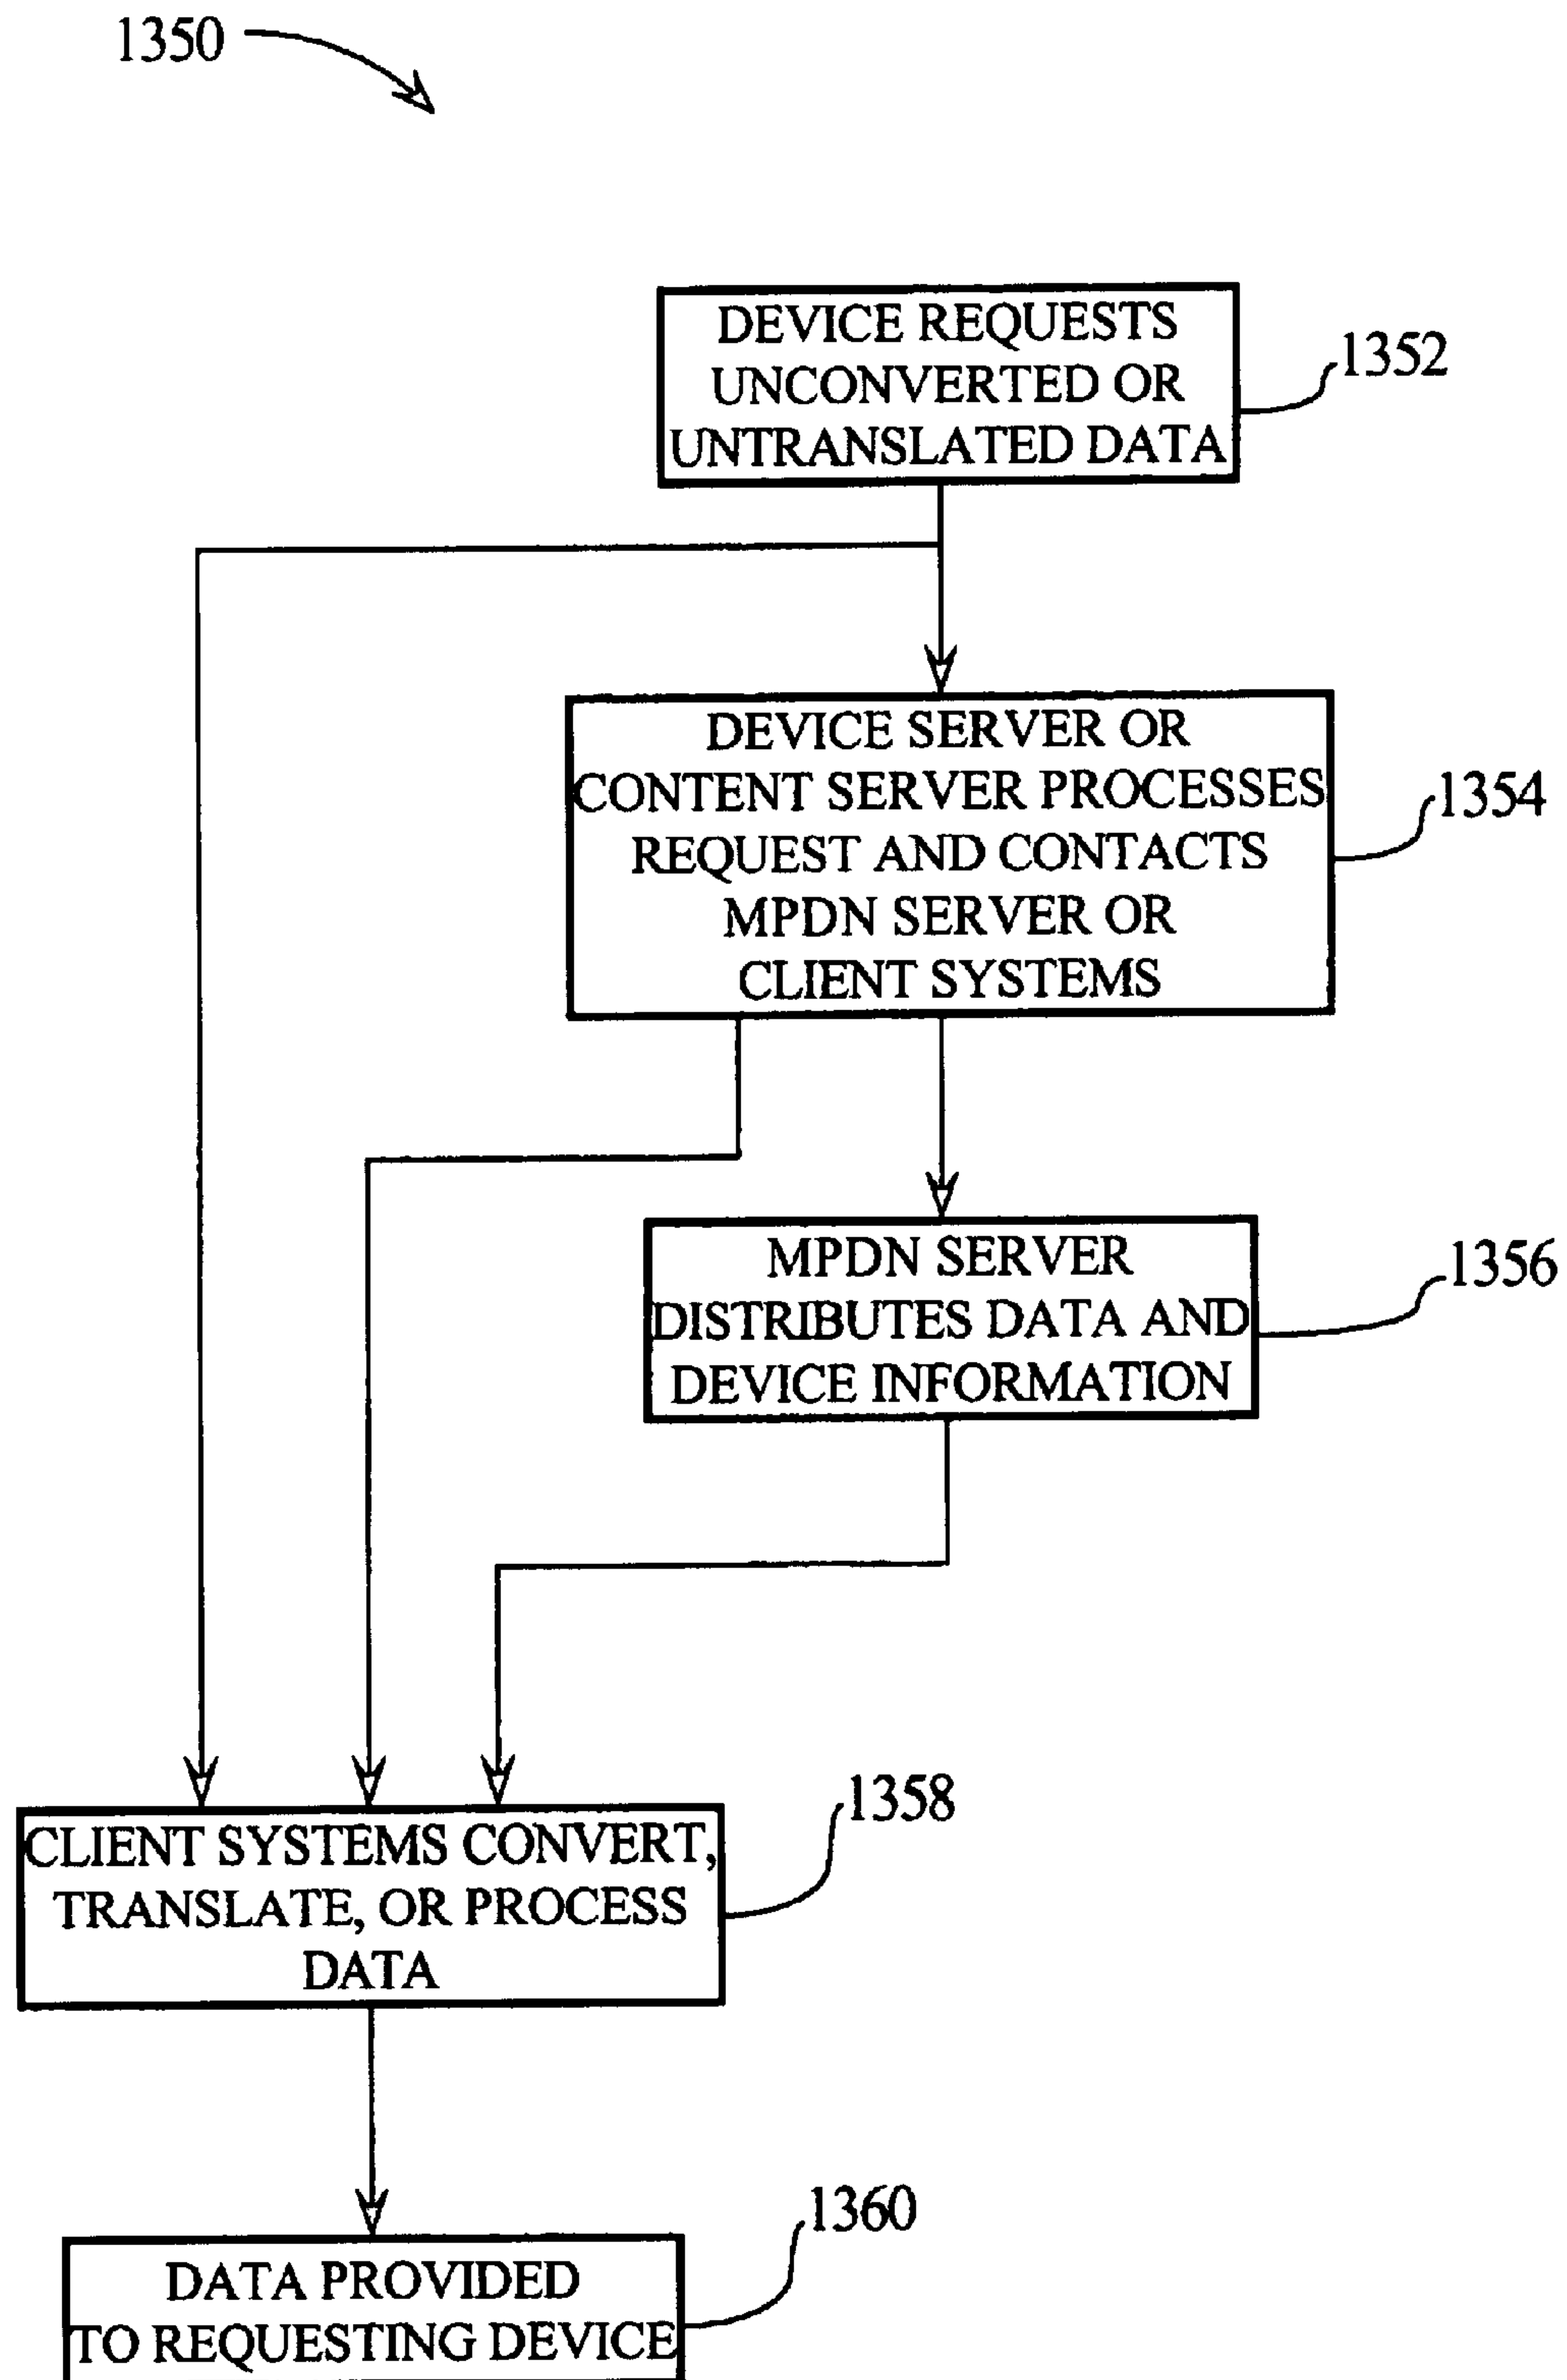 1350
DEVICE REQUESTS
UNCONVERTED OR
UNTRANSLATED DATA
1352
DEVICE SERVER OR
CONTENT SERVER PROCESSES
REQUEST AND CONTACTS
MPDN SERVER OR
CLIENT SYSTEMS
1354
MPDN SERVER
DISTRIBUTES DATA AND
DEVICE INFORMATION
1356
CLIENT SYSTEMS CONVERT,
TRANSLATE, OR PROCESS
DATA
1358
DATA PROVIDED
TO REQUESTING DEVICE
1360